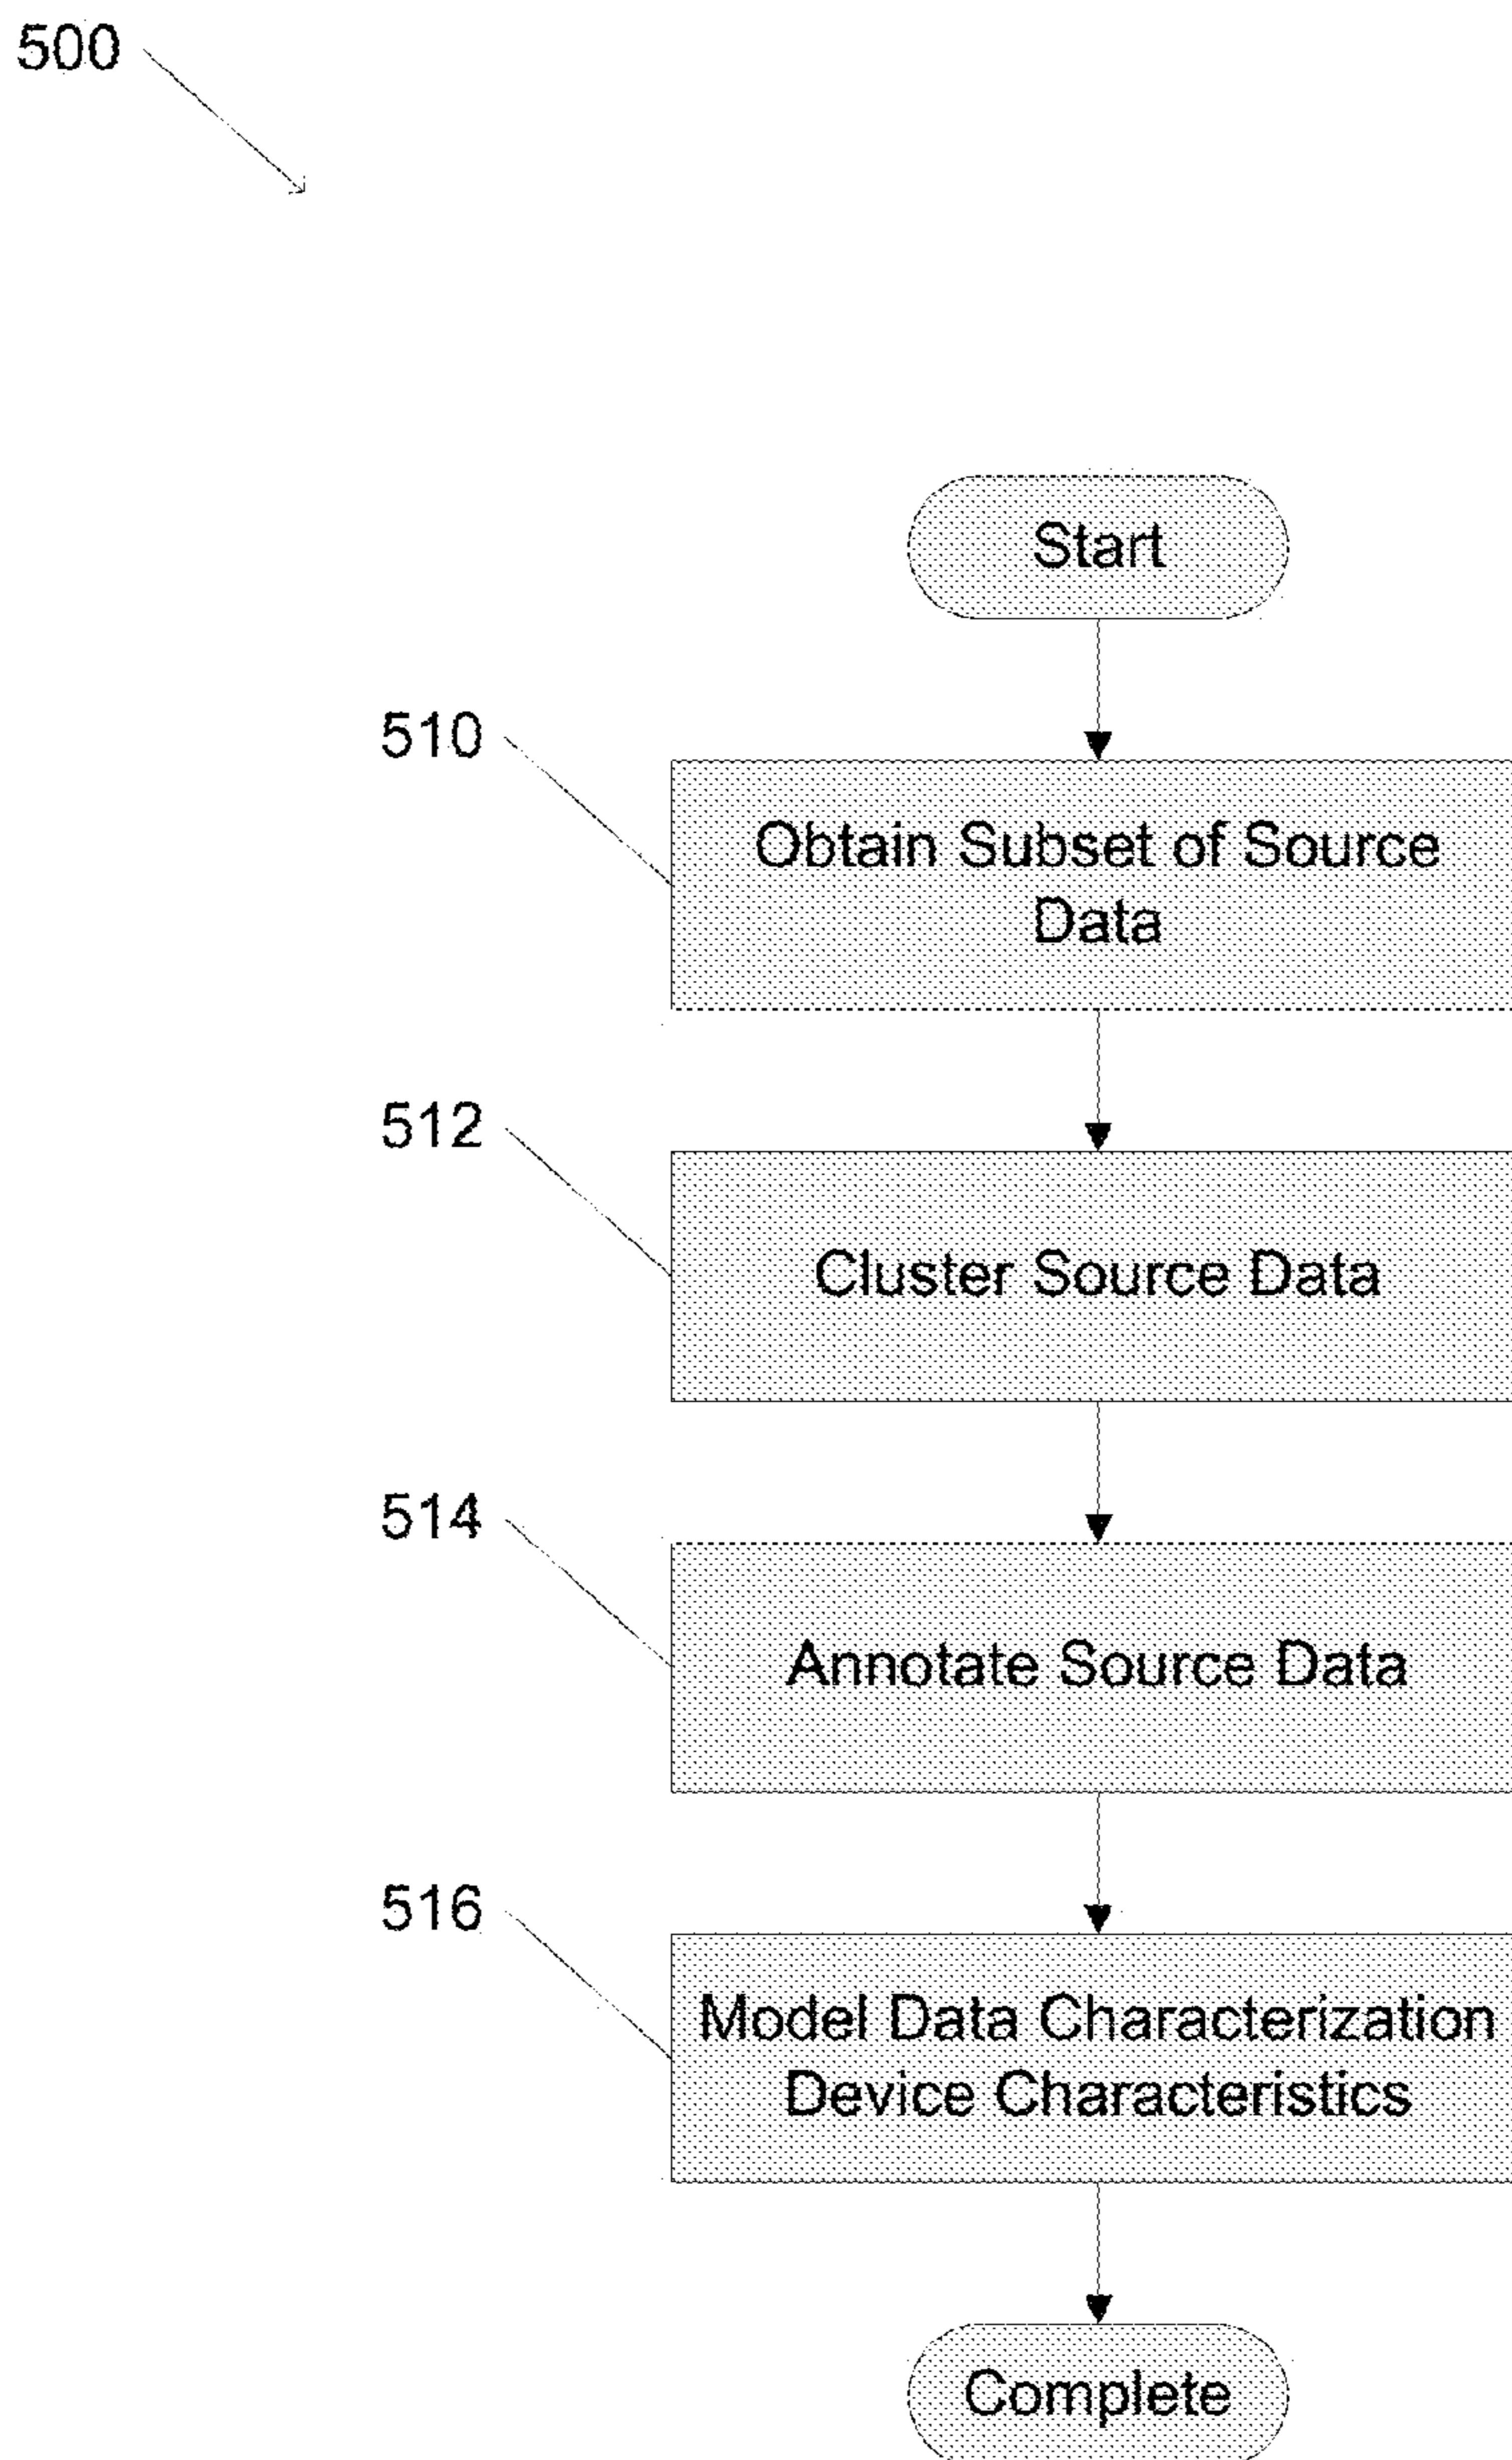 500
Start
510
Obtain Subset of Source
Data
512
Cluster Source Data
514
Annotate Source Data
516
Model Data Characterization
Device Characteristics
Complete